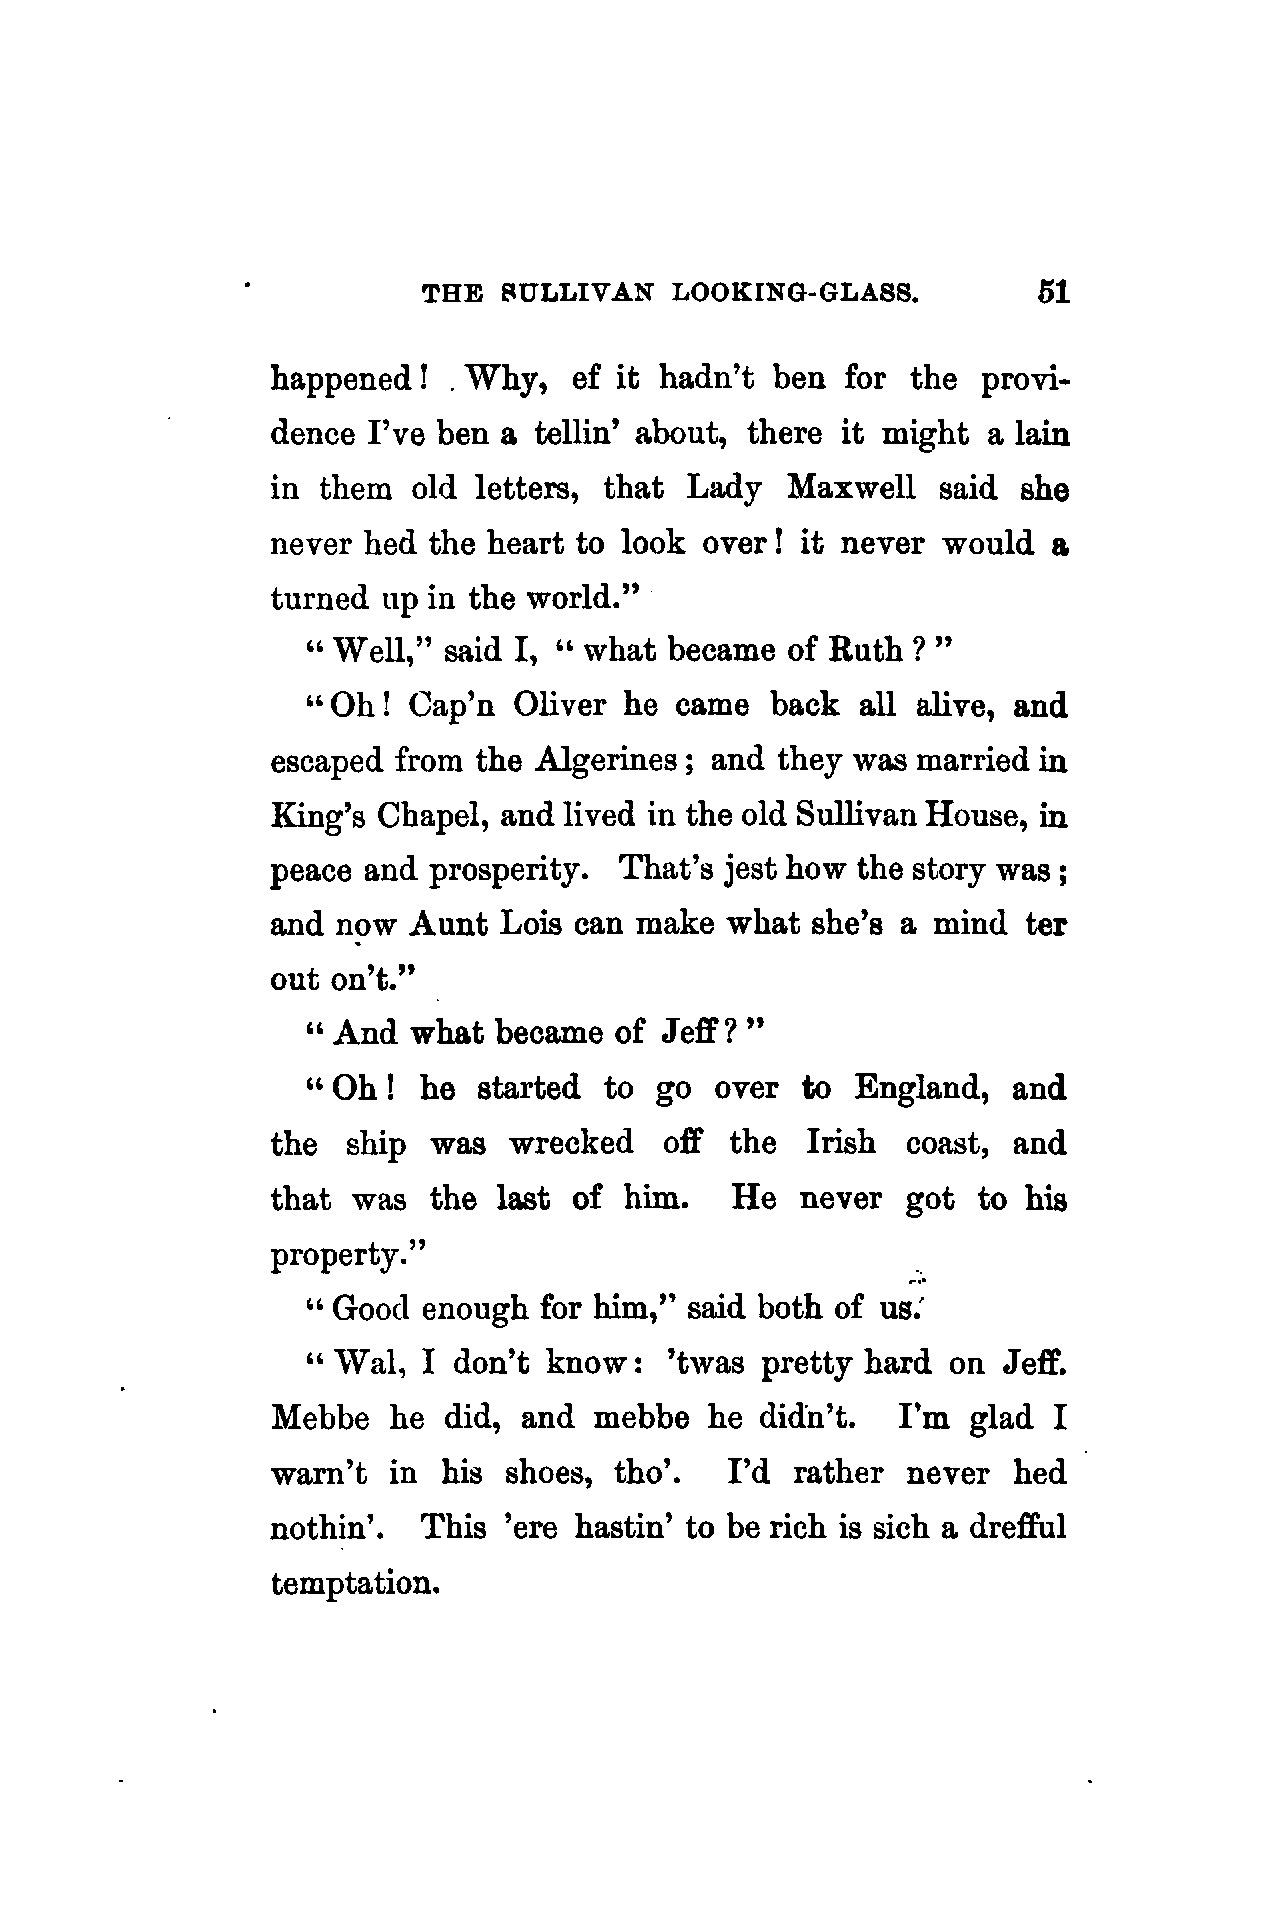 THE SULLIVAN LOOKING-GLASS. 51
happened! Why, ef it hadn't ben for the provi-
dence I've ben a tellin' about, there it might a lain
in them old letters, that Lady Maxwell said she
never hed the heart to look over! it never would a
turned up in the world."
"Well," said I, "what became of Ruth?"
"Oh! Cap'n Oliver he came back all alive, and
escaped from the Algerines; and they was married in
King's Chapel, and lived in the old Sullivan House, in
peace and prosperity. That's jest how the story was;
and now Aunt Lois can make what she's a mind ter
out on't."
"And what became of Jeff?"
"Oh! he started to go over to England, and
the ship was wrecked off the Irish coast, and
that was the last of him. He never got to his
property."
"Good enough for him," said both of us.
"Wal, I don't know: 'twas pretty hard on Jeff.
Mebbe he did, and mebbe he didn't. I'm glad I
warn't in his shoes, tho'. I'd rather never hed
nothin'. This 'ere hastin' to be rich is sich a drefful
temptation.